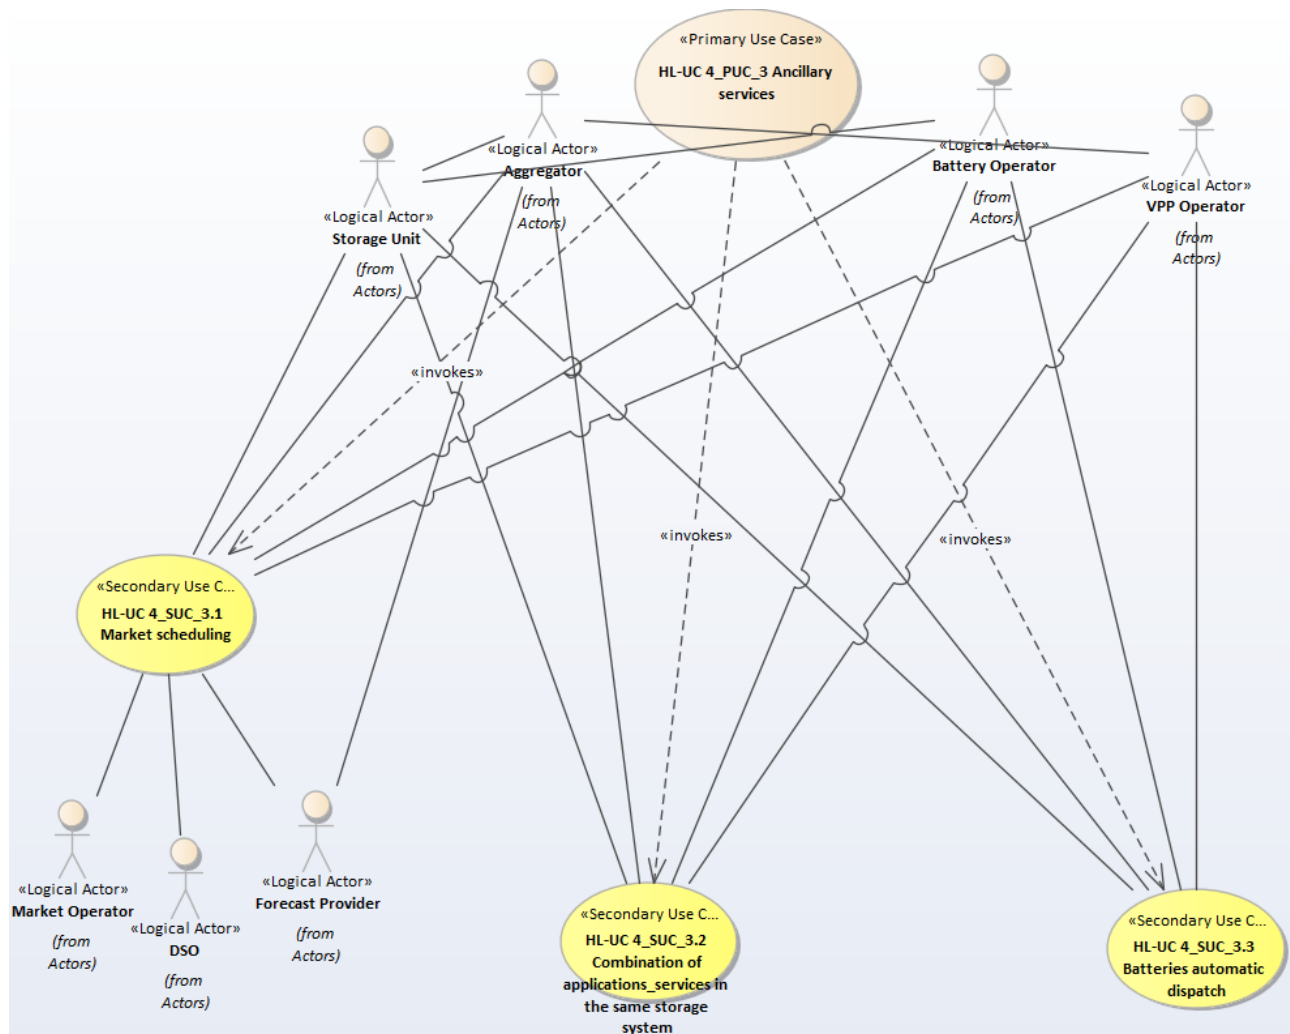 «Primary Use Case»
HL-UC 4_PUC_3 Ancillary
services
«Logical Actor»
Aggregator
(from
Actors)
«Logical Actor»
Battery Operator
(from
Actors)
«Logical Actor»
Storage Unit
(from
Actors)
«Logical Actor»
VPP Operator
(from
Actors)
«invokes»
«invokes»
«invokes»
«Secondary Use C...
HL-UC 4_SUC_3.1
Market scheduling
«Logical Actor»
Market Operator
(from
Actors)
«Logical Actor»
DSO
(from
Actors)
«Logical Actor»
Forecast Provider
(from
Actors)
«Secondary Use C...
HL-UC 4_SUC_3.2
Combination of
applications_services in
the same storage
system
«Secondary Use C...
HL-UC 4_SUC_3.3
Batteries automatic
dispatch